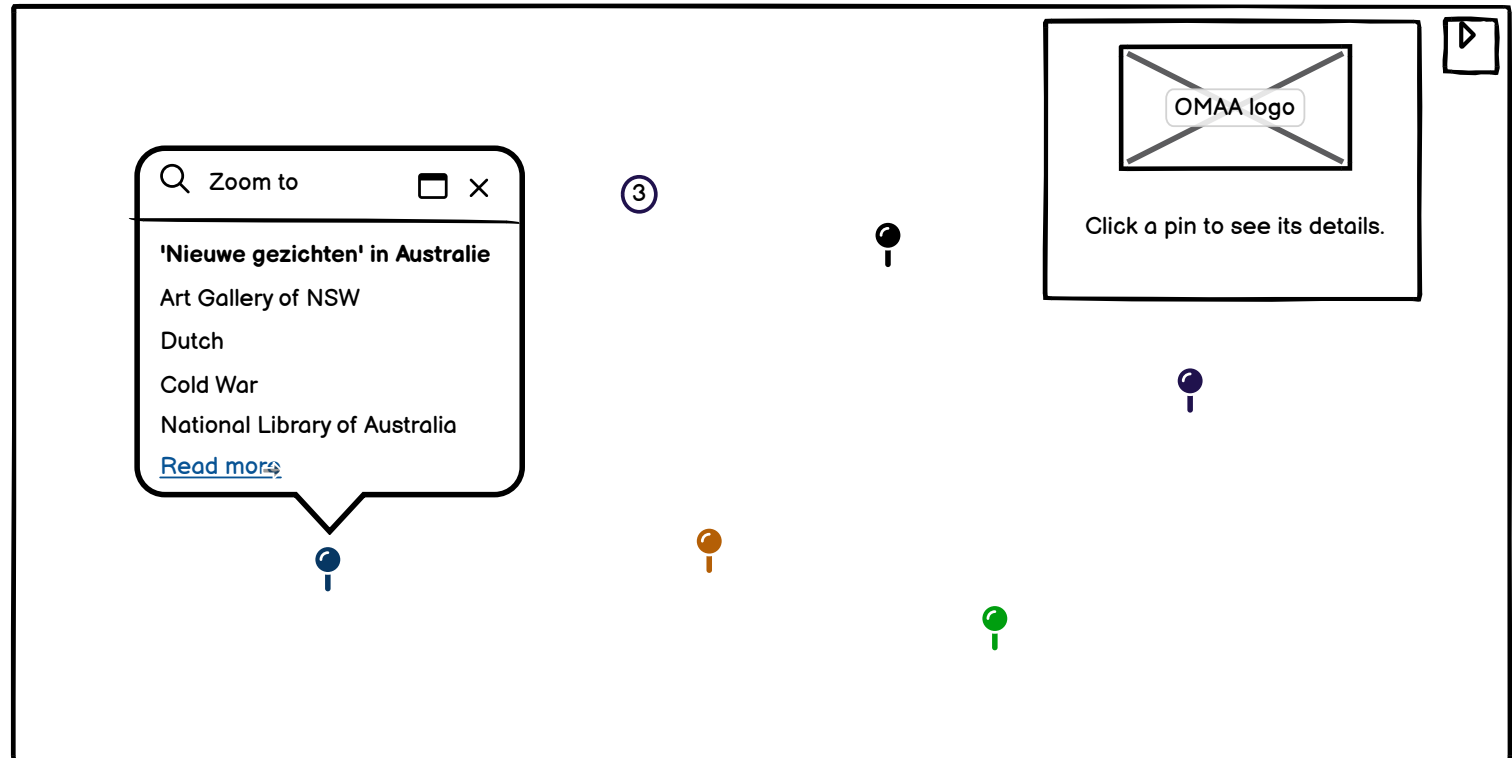 OMAA logo
Click a pin to see its details.
Zoom to
'Nieuwe gezichten' in Australie
Art Gallery of NSW
Dutch
Cold War
National Library of Australia
Read more
3